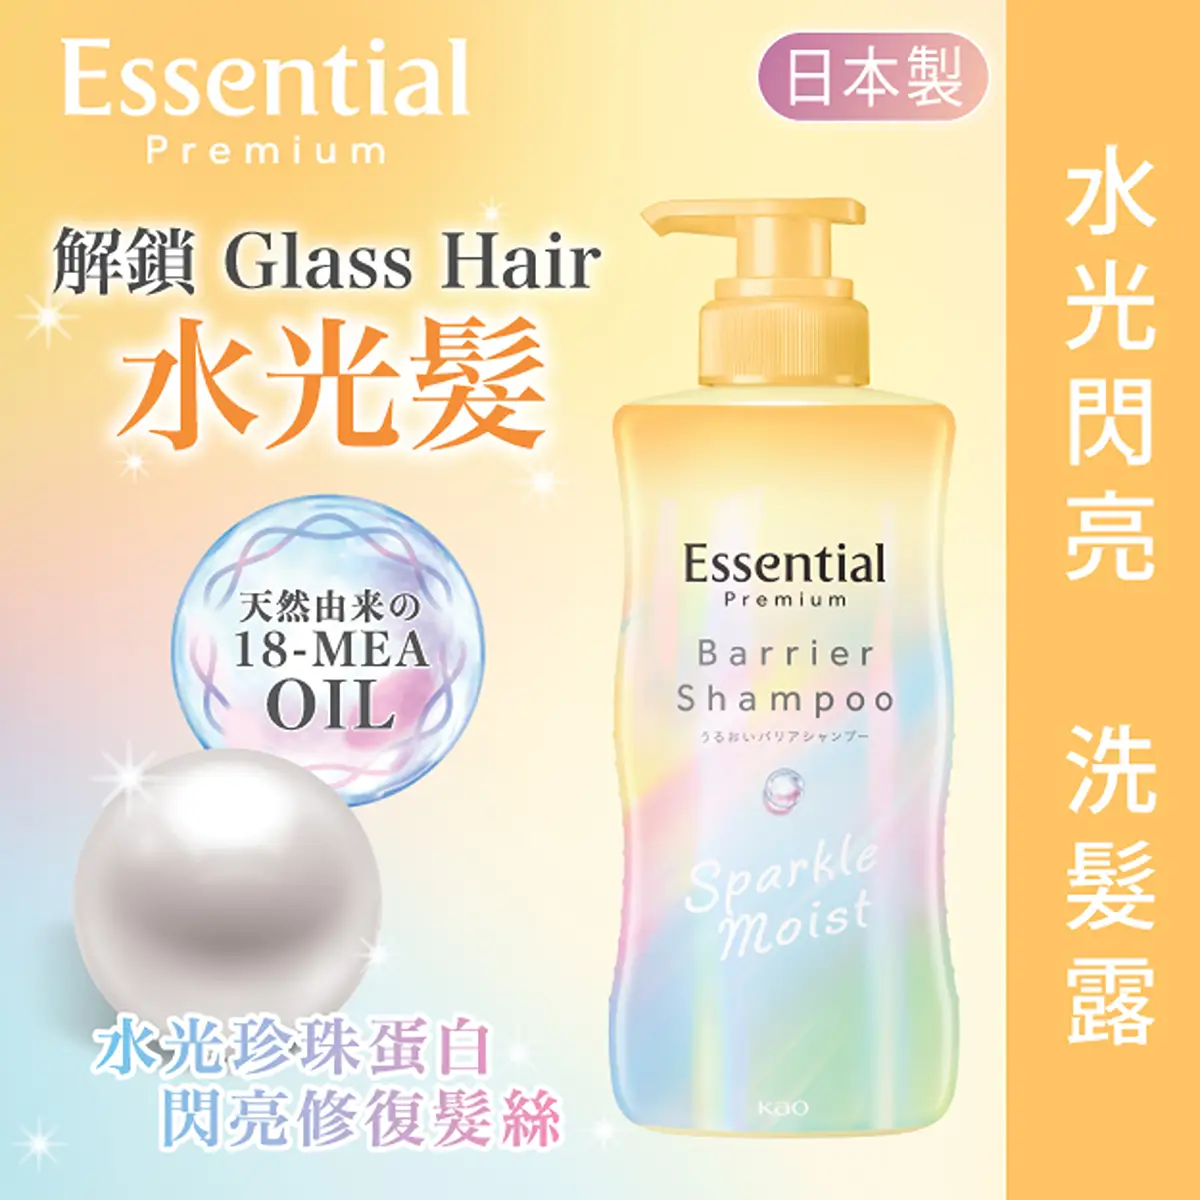 Essential
Premium
日本製
解鎖 Glass Hair
水光髮
天然由来の
18-MEA
OIL
水光珍珠蛋白
閃亮修復髮絲
Essential
Premium
Barrier
Shampoo
うるおいバリアシャンプー
Sparkle
Moist
Kao
水光閃亮 洗髮露